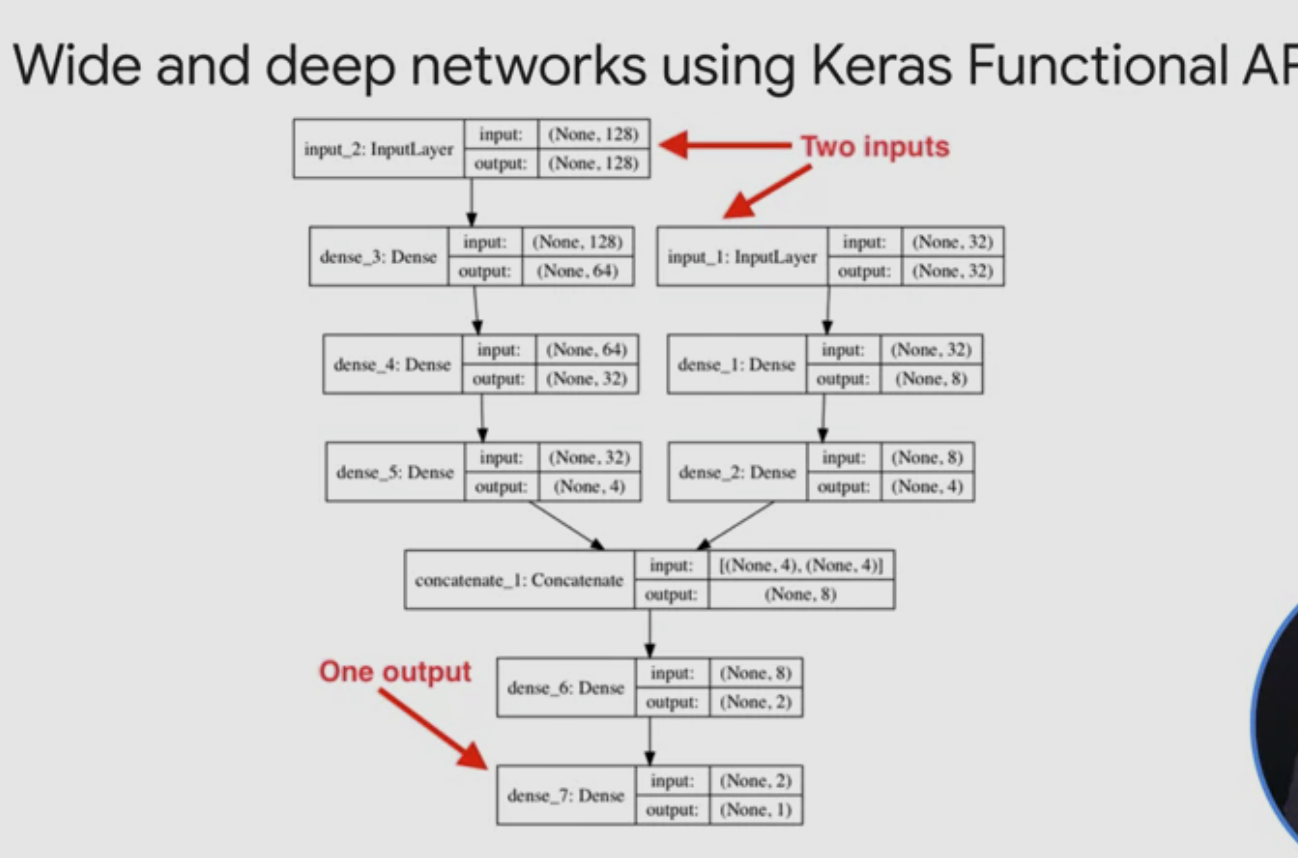 Wide and deep networks using Keras Functional
input_2: InputLayer input: (None, 128)
output: (None, 128)
Two inputs
dense_3: Dense input: (None, 128)
output: (None, 64)
input_1: InputLayer input: (None, 32)
output: (None, 32)
dense_4: Dense input: (None, 64)
output: (None, 32)
dense_1: Dense input: (None, 32)
output: (None, 8)
dense_5: Dense input: (None, 32)
output: (None, 4)
dense_2: Dense input: (None, 8)
output: (None, 4)
concatenate_1: Concatenate input: [(None, 4), (None, 4)]
output: (None, 8)
One output
dense_6: Dense input: (None, 8)
output: (None, 2)
dense_7: Dense input: (None, 2)
output: (None, 1)